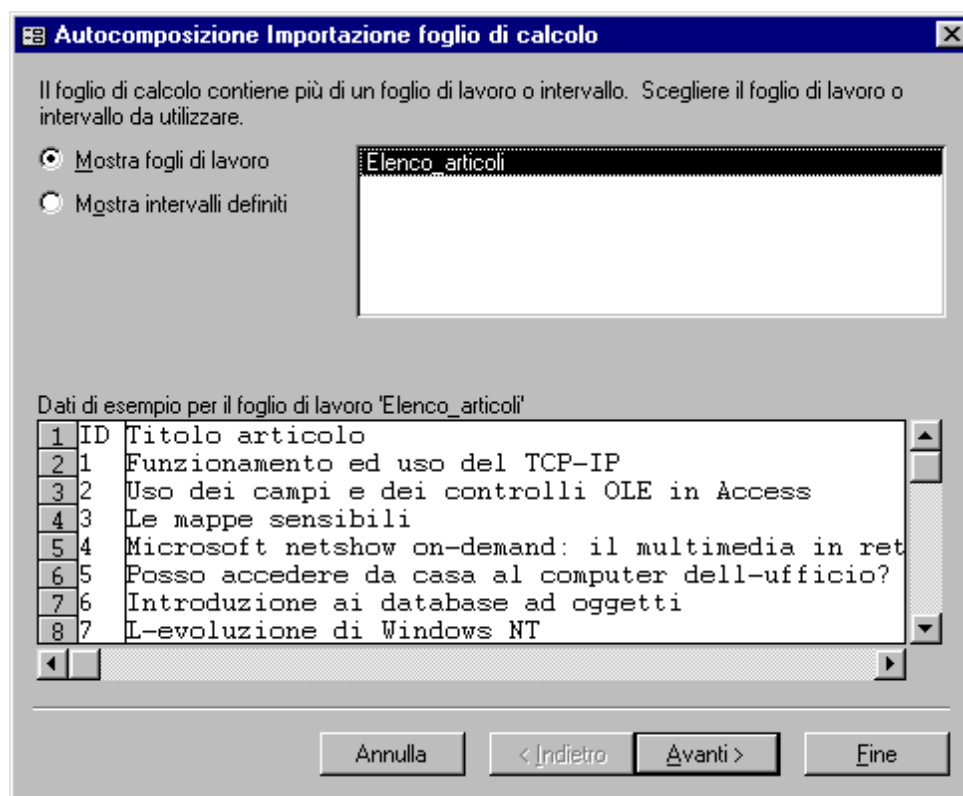 Autocomposizione Importazione foglio di calcolo
Il foglio di calcolo contiene più di un foglio di lavoro o intervallo. Scegliere il foglio di lavoro o
intervallo da utilizzare.
Mostra fogli di lavoro
Mostra intervalli definiti
Elenco_articoli
Dati di esempio per il foglio di lavoro 'Elenco_articoli'
1 ID Titolo articolo
2 1 Funzionamento ed uso del TCP-IP
3 2 Uso dei campi e dei controlli OLE in Access
4 3 Le mappe sensibili
5 4 Microsoft netshow on-demand: il multimedia in ret
6 5 Posso accedere da casa al computer dell-ufficio?
7 6 Introduzione ai database ad oggetti
8 7 L-evoluzione di Windows NT
Annulla < Indietro Avanti > Fine